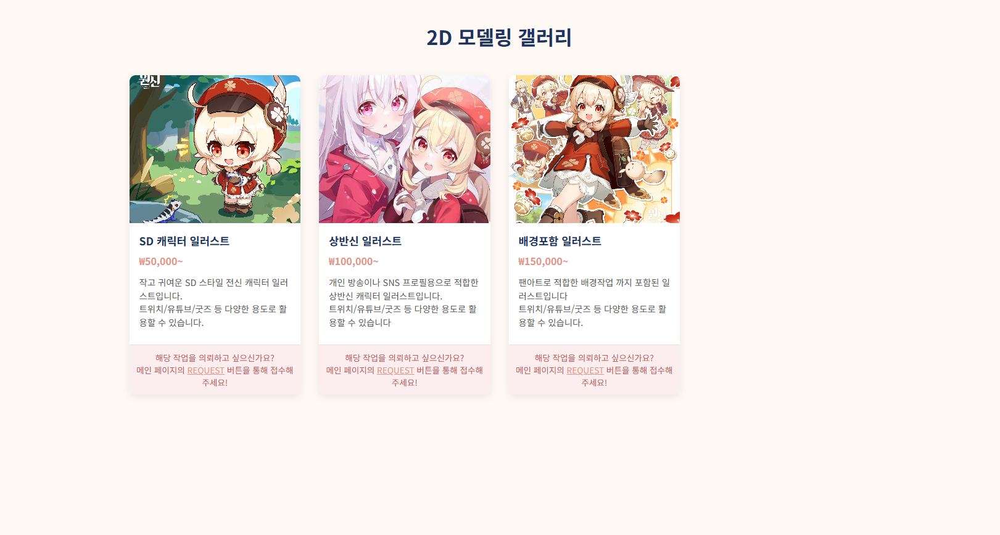 2D 모델링 갤러리
원신
SD 캐릭터 일러스트
₩50,000~
작고 귀여운 SD 스타일 전신 캐릭터 일러
스트입니다.
트위치/유튜브/굿즈 등 다양한 용도로 활
용할 수 있습니다.
해당 작업을 의뢰하고 싶으신가요?
메인 페이지의 REQUEST 버튼을 통해 접수해
주세요!
상반신 일러스트
₩100,000~
개인 방송이나 SNS 프로필용으로 적합한
상반신 캐릭터 일러스트입니다.
트위치/유튜브/굿즈 등 다양한 용도로 활
용할 수 있습니다
해당 작업을 의뢰하고 싶으신가요?
메인 페이지의 REQUEST 버튼을 통해 접수해
주세요!
원신
배경포함 일러스트
₩150,000~
팬아트로 적합한 배경작업 까지 포함된 일
러스트입니다
트위치/유튜브/굿즈 등 다양한 용도로 활
용할 수 있습니다.
해당 작업을 의뢰하고 싶으신가요?
메인 페이지의 REQUEST 버튼을 통해 접수해
주세요!